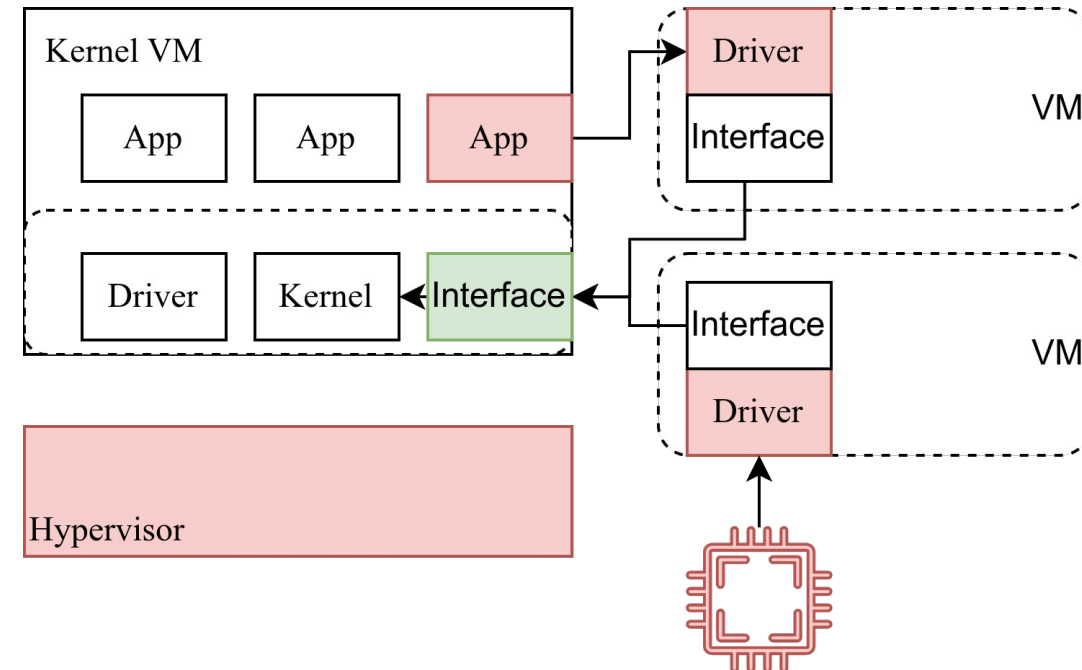 Kernel VM
App
App
App
Driver
Kernel
Interface
Hypervisor
Driver
Interface
VM
Interface
Driver
VM